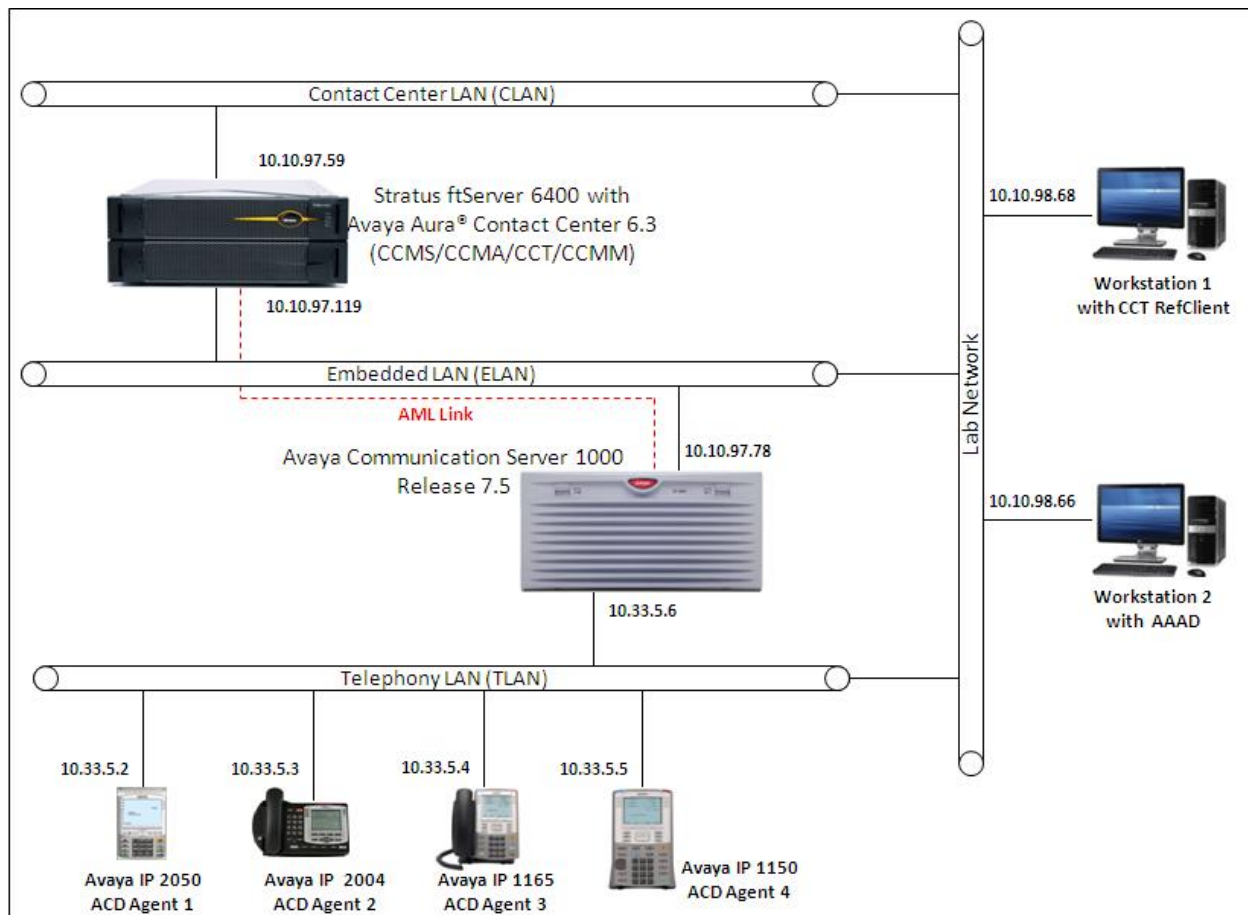 Contact Center LAN (CLAN)
10.10.97.59
Stratus ftServer 6400 with
Avaya Aura® Contact Center 6.3
(CCMS/CCMA/CCT/CCMM)
10.10.97.119
Embedded LAN (ELAN)
AML Link
10.10.97.78
Avaya Communication Server 1000
Release 7.5
10.33.5.6
Telephony LAN (TLAN)
10.33.5.2
10.33.5.3
10.33.5.4
10.33.5.5
Avaya IP 2050
ACD Agent 1
Avaya IP 2004
ACD Agent 2
Avaya IP 1165
ACD Agent 3
Avaya IP 1150
ACD Agent 4
Lab Network
10.10.98.68
Workstation 1
with CCT RefClient
10.10.98.66
Workstation 2
with AAAD